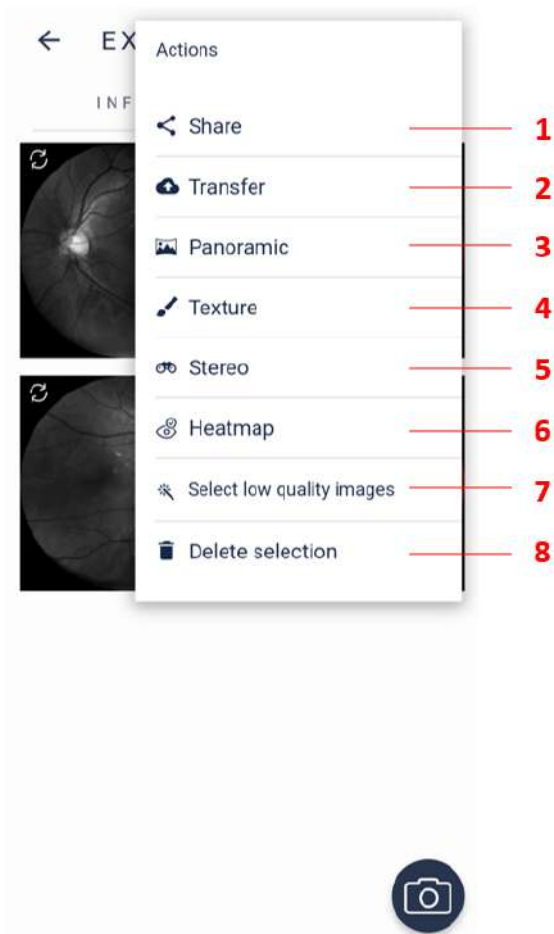 EX
Actions
INF
Share 1
Transfer 2
Panoramic 3
Texture 4
Stereo 5
Heatmap 6
Select low quality images 7
Delete selection 8